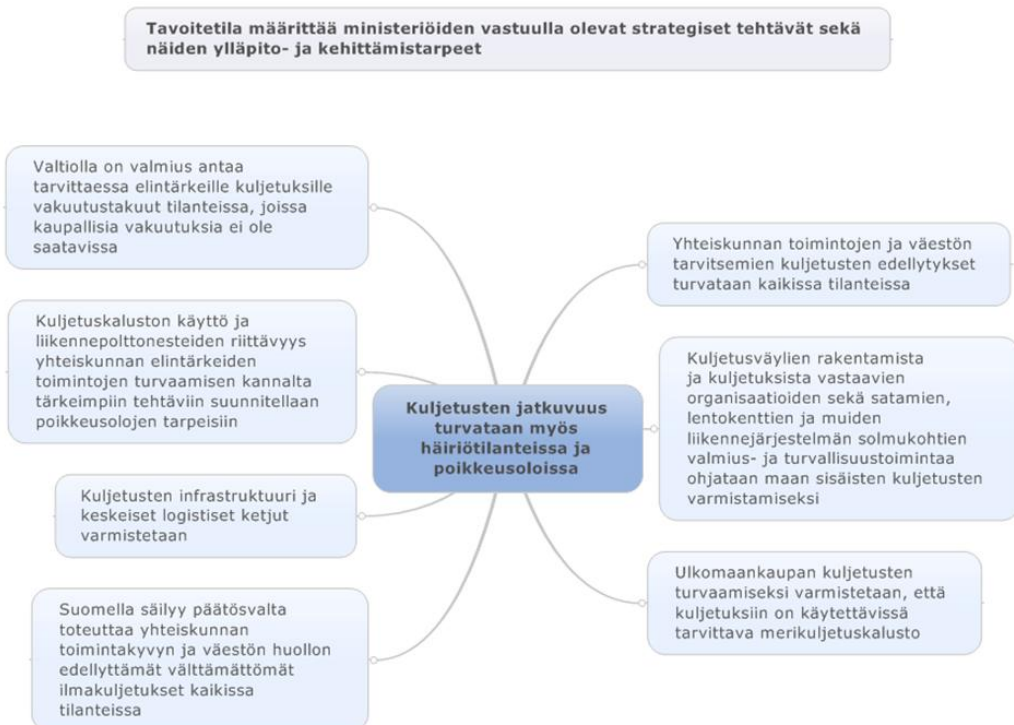 Tavoitetila määrittää ministeriöiden vastuulla olevat strategiset tehtävät sekä
näiden ylläpito- ja kehittämistarpeet
Valtiolla on valmius antaa
tarvittaessa elintärkeille kuljetuksille
vakuutustakuut tilanteissa, joissa
kaupallisia vakuutuksia ei ole
saatavissa
Kuljetuskaluston käyttö ja
liikennepolttonesteiden riittävyys
yhteiskunnan elintärkeiden
toimintojen turvaamisen kannalta
tärkeimpiin tehtäviin suunnitellaan
poikkeusolojen tarpeisiin
Kuljetusten infrastruktuuri ja
keskeiset logistiset ketjut
varmistetaan
Suomella säilyy päätösvalta
toteuttaa yhteiskunnan
toimintakyvyn ja väestön huollon
edellyttämät välttämättömät
ilmakuljetukset kaikissa
tilanteissa
Kuljetusten jatkuvuus
turvataan myös
häiriötilanteissa ja
poikkeusoloissa
Yhteiskunnan toimintojen ja väestön
tarvitsemien kuljetusten edellytykset
turvataan kaikissa tilanteissa
Kuljetusväylien rakentamista
ja kuljetuksista vastaavien
organisaatioiden sekä satamien,
lentokenttien ja muiden
liikennejärjestelmän solmukohtien
valmius- ja turvallisuustoimintaa
ohjataan maan sisäisten kuljetusten
varmistamiseksi
Ulkomaankaupan kuljetusten
turvaamiseksi varmistetaan, että
kuljetuksiin on käytettävissä
tarvittava merikuljetuskalusto